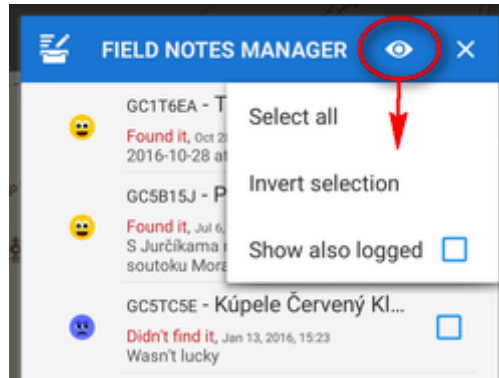 FIELD NOTES MANAGER
GC1T6EA - T
Found it, Oct 2
2016-10-28 at
Select all
GC5B15J - P
Found it, Jul 6,
S Jurčíkama
soutoku Mora
Invert selection
Show also logged
GC5TC5E - Kúpele Červený Kl...
Didn't find it, Jan 13, 2016, 15:23
Wasn't lucky